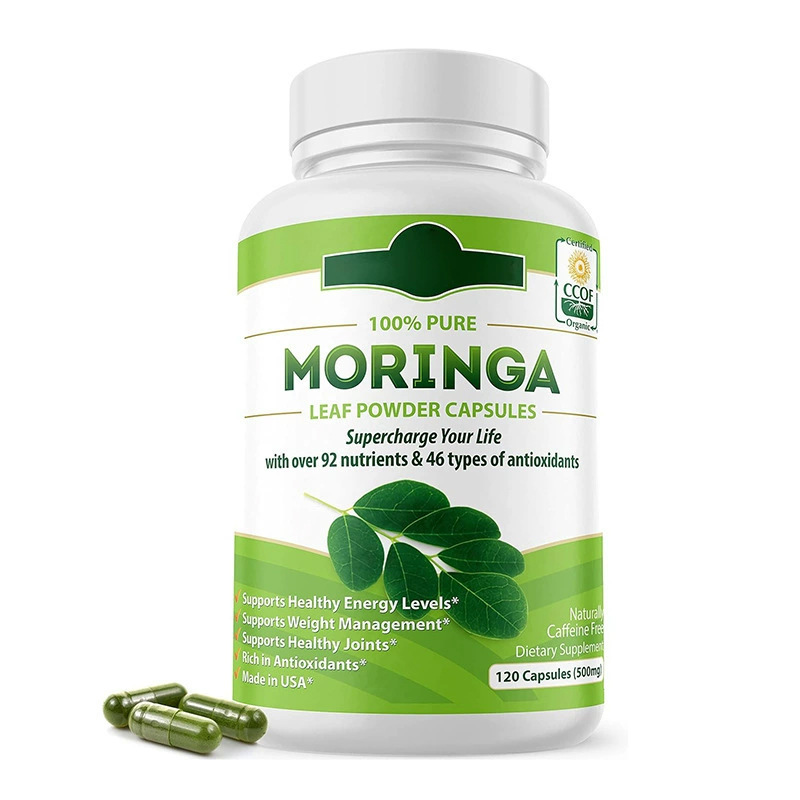 Certified
CCOF
Organic
100% PURE
MORINGA
LEAF POWDER CAPSULES
Supercharge Your Life
with over 92 nutrients & 46 types of antioxidants
Supports Healthy Energy Levels*
Supports Weight Management*
Supports Healthy Joints*
Rich in Antioxidants*
Made in USA*
Naturally
Caffeine Free
Dietary Supplement
120 Capsules (500mg)